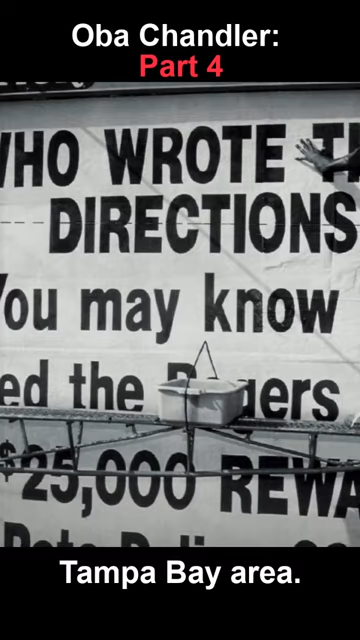 Oba Chandler:
Part 4
WHO WROTE
DIRECTIONS
You may know
ed the
$25,000 REWA
Tampa Bay area.